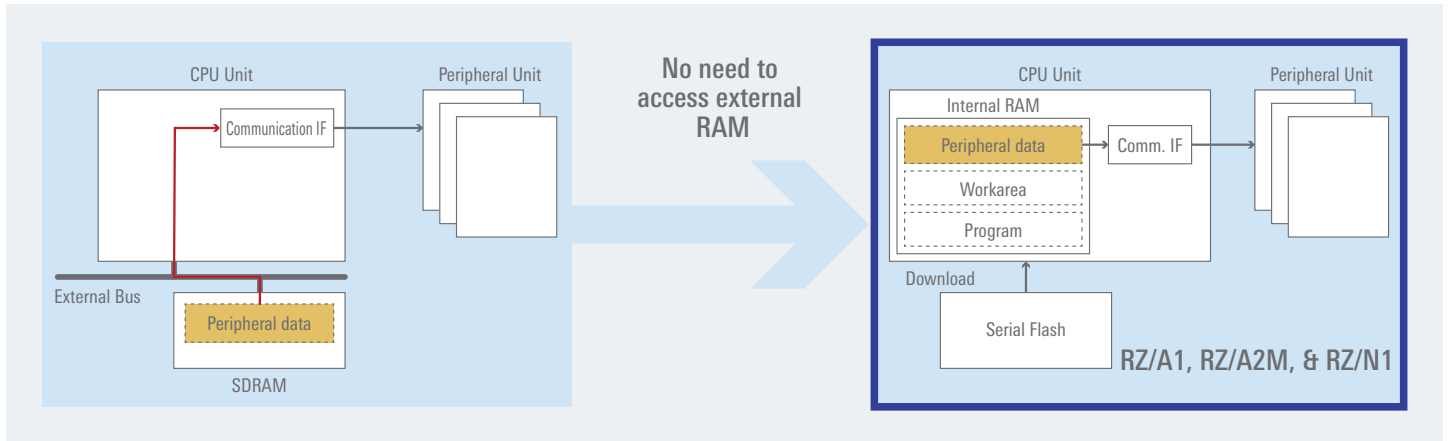 CPU Unit
Peripheral Unit
Communication IF
External Bus
Peripheral data
SDRAM
No need to
access external
RAM
CPU Unit
Peripheral Unit
Internal RAM
Peripheral data
Comm. IF
Workarea
Program
Download
Serial Flash
RZ/A1, RZ/A2M, & RZ/N1